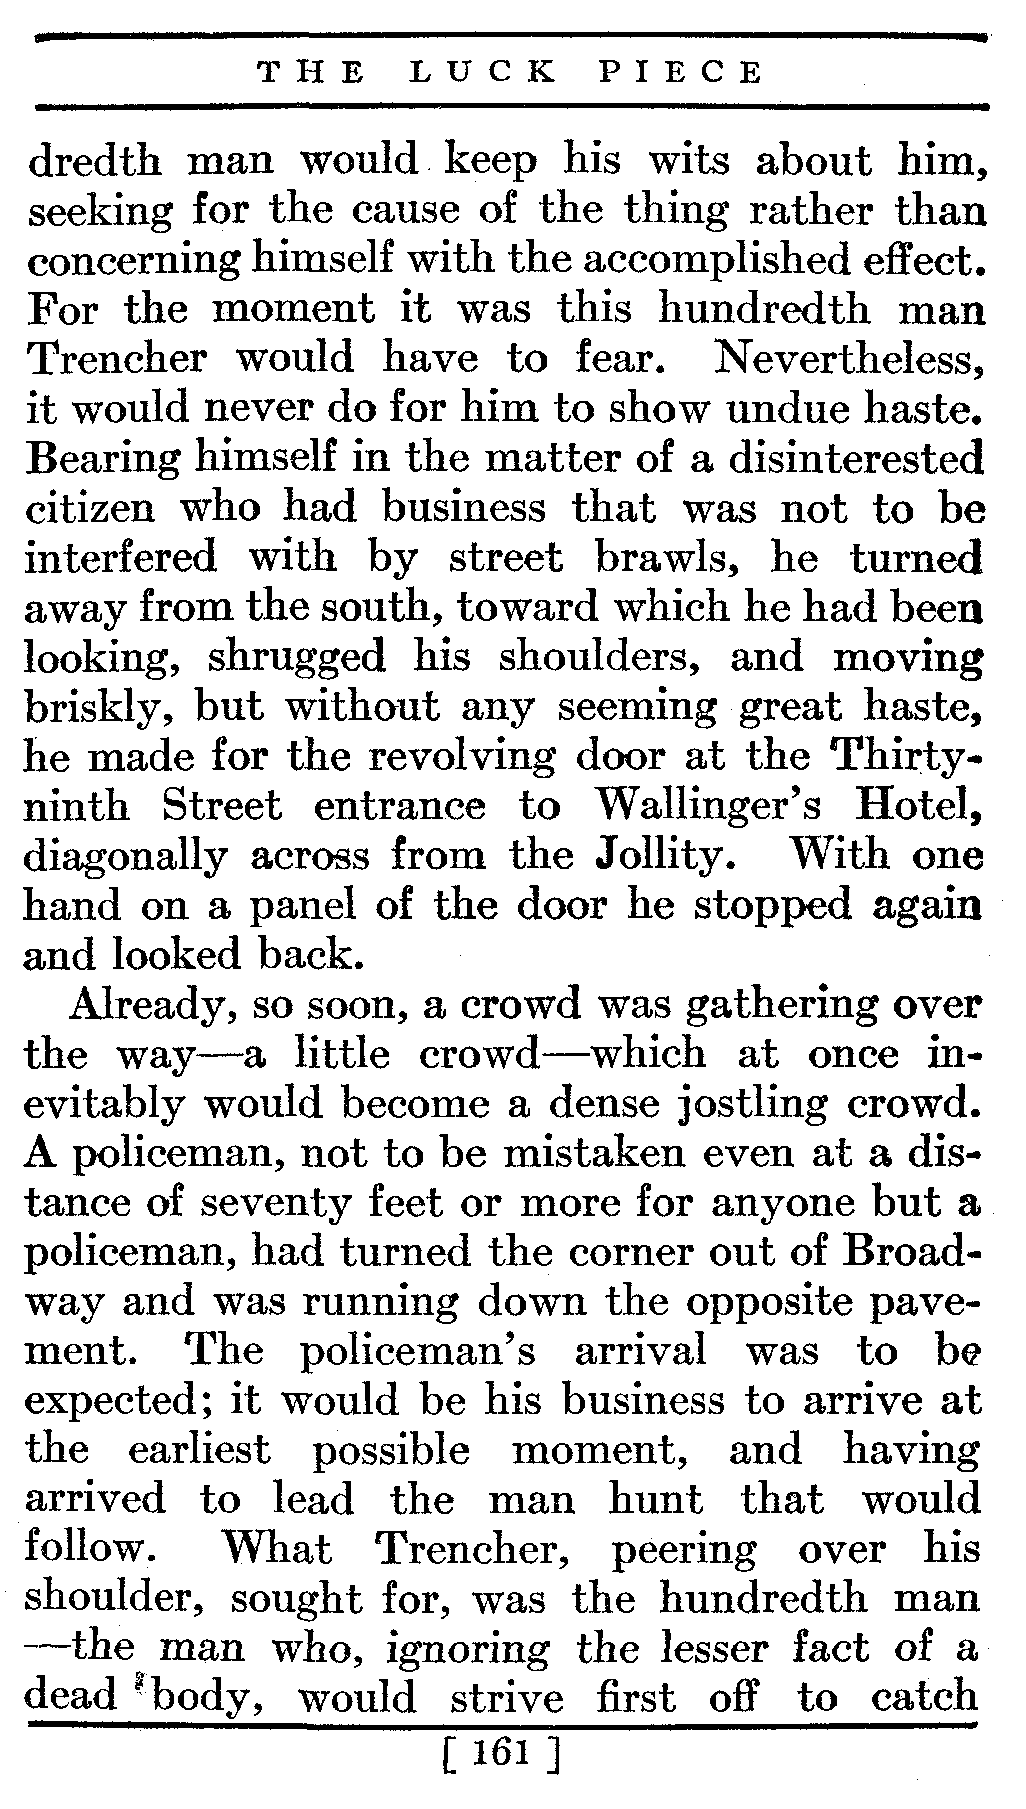 THE LUCK PIECE
dredth man would keep his wits about him,
seeking for the cause of the thing rather than
concerning himself with the accomplished effect.
For the moment it was this hundredth man
Trencher would have to fear. Nevertheless,
it would never do for him to show undue haste.
Bearing himself in the matter of a disinterested
citizen who had business that was not to be
interfered with by street brawls, he turned
away from the south, toward which he had been
looking, shrugged his shoulders, and moving
briskly, but without any seeming great haste,
he made for the revolving door at the Thirty-
ninth Street entrance to Wallinger's Hotel,
diagonally across from the Jollity. With one
hand on a panel of the door he stopped again
and looked back.
Already, so soon, a crowd was gathering over
the way—a little crowd—which at once in-
evitably would become a dense jostling crowd.
A policeman, not to be mistaken even at a dis-
tance of seventy feet or more for anyone but a
policeman, had turned the corner out of Broad-
way and was running down the opposite pave-
ment. The policeman's arrival was to be
expected; it would be his business to arrive at
the earliest possible moment, and having
arrived to lead the man hunt that would
follow. What Trencher, peering over his
shoulder, sought for, was the hundredth man
—the man who, ignoring the lesser fact of a
dead body, would strive first off to catch
[ 161 ]